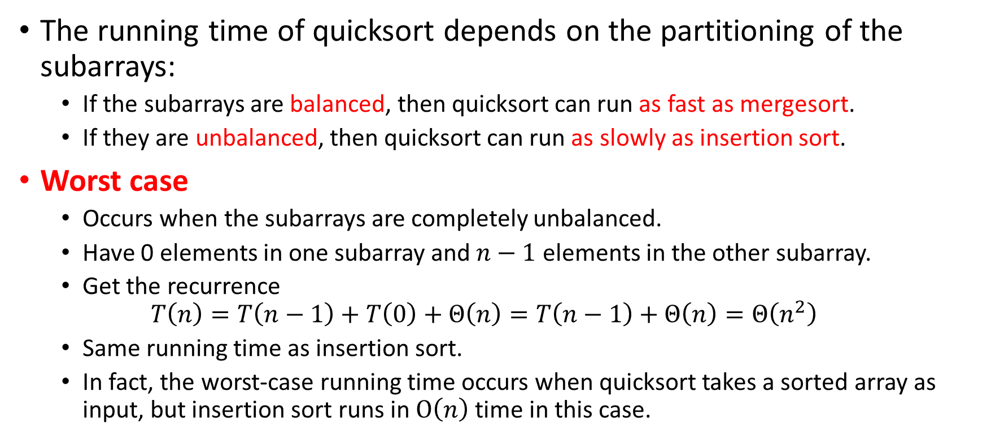 • The running time of quicksort depends on the partitioning of the
subarrays:
• If the subarrays are balanced, then quicksort can run as fast as mergesort.
• If they are unbalanced, then quicksort can run as slowly as insertion sort.
• Worst case
• Occurs when the subarrays are completely unbalanced.
• Have 0 elements in one subarray and 𝑛 − 1 elements in the other subarray.
• Get the recurrence
𝑇(𝑛) = 𝑇(𝑛 − 1) + 𝑇(0) + Θ(𝑛) = 𝑇(𝑛 − 1) + Θ(𝑛) = Θ(𝑛²)
• Same running time as insertion sort.
• In fact, the worst-case running time occurs when quicksort takes a sorted array as
input, but insertion sort runs in O(𝑛) time in this case.